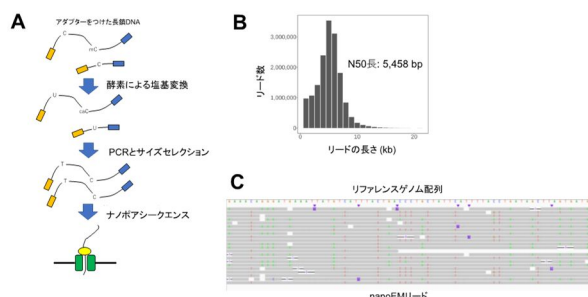 A
アダプターをつけた長鎖DNA
C
mC
C
酵素による塩基変換
U
caC
U
PCRとサイズセレクション
T
C
T
C
ナノポアシークエンス
B
3,000,000
2,000,000
1,000,000
0
リード数
N50長: 5,458 bp
0
10
20
リードの長さ (kb)
C
リファレンスゲノム配列
nanoEMリード